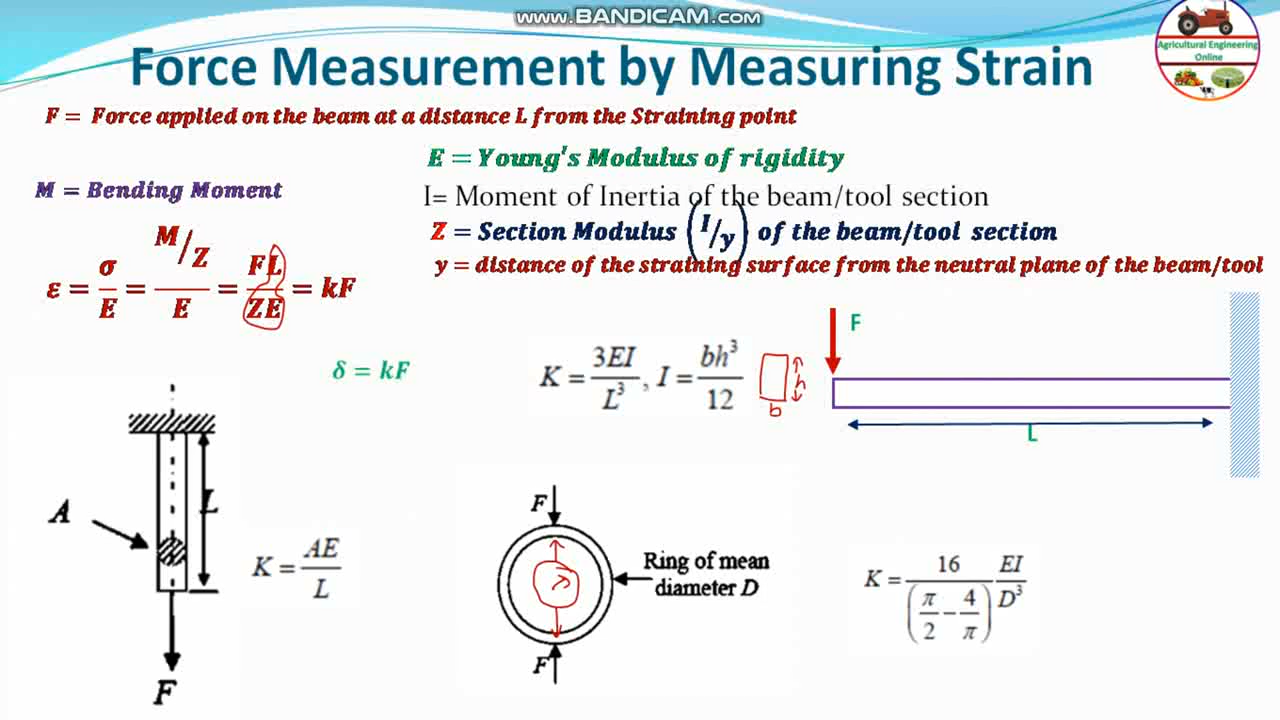 www.BANDICAM.com
Force Measurement by Measuring Strain
Agricultural Engineering
Online
F = Force applied on the beam at a distance L from the Straining point
E = Young's Modulus of rigidity
M = Bending Moment
I= Moment of Inertia of the beam/tool section
Z = Section Modulus (I/y) of the beam/tool section
y = distance of the straining surface from the neutral plane of the beam/tool
ε = σ/E = (M/Z)/E = FL/ZE = kF
F
δ = kF
K = 3EI/L³, I = bh³/12
h
b
L
A
L
K = AE/L
F
F
Ring of mean
diameter D
F
K = 16/(π/2 − 4/π) EI/D³